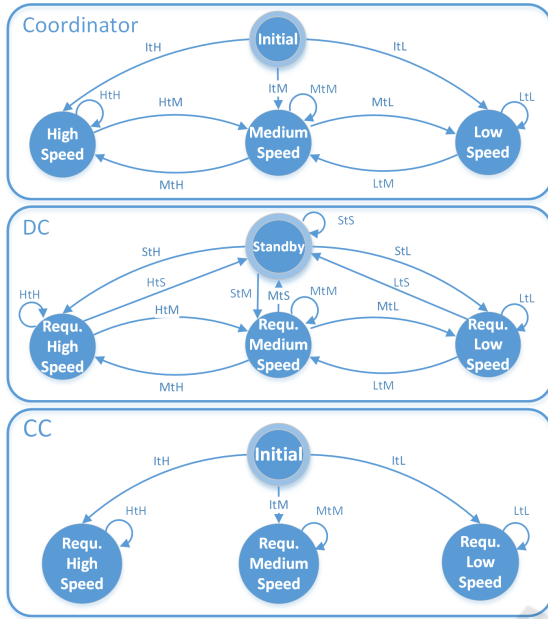 Coordinator
Initial
ItH
ItL
ItM
HtH
HtM
MtM
MtL
LtL
High
Speed
Medium
Speed
Low
Speed
MtH
LtM
DC
StS
Standby
StH
StL
HtS
LtS
StM
MtS
HtH
HtM
MtM
MtL
LtL
Requ.
High
Speed
Requ.
Medium
Speed
Requ.
Low
Speed
MtH
LtM
CC
Initial
ItH
ItL
ItM
HtH
MtM
LtL
Requ.
High
Speed
Requ.
Medium
Speed
Requ.
Low
Speed